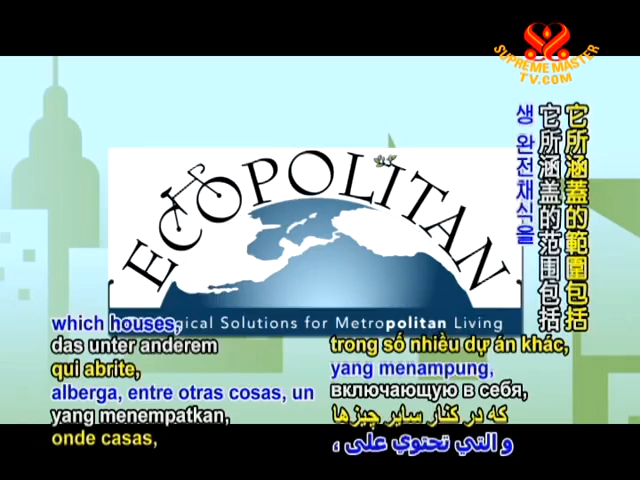 SUPREME MASTER
TV.COM
ECOPOLITAN
ical Solutions for Metropolitan Living
它所涵蓋的範圍包括
它所涵盖的范围包括
생 완전채식을
which houses,
das unter anderem
qui abrite,
alberga, entre otras cosas, un
yang menempatkan,
onde casas,
trong số nhiều dự án khác,
yang menampung,
включающую в себя,
که در کنار سایر چیزها
و التي تحتوي على ،